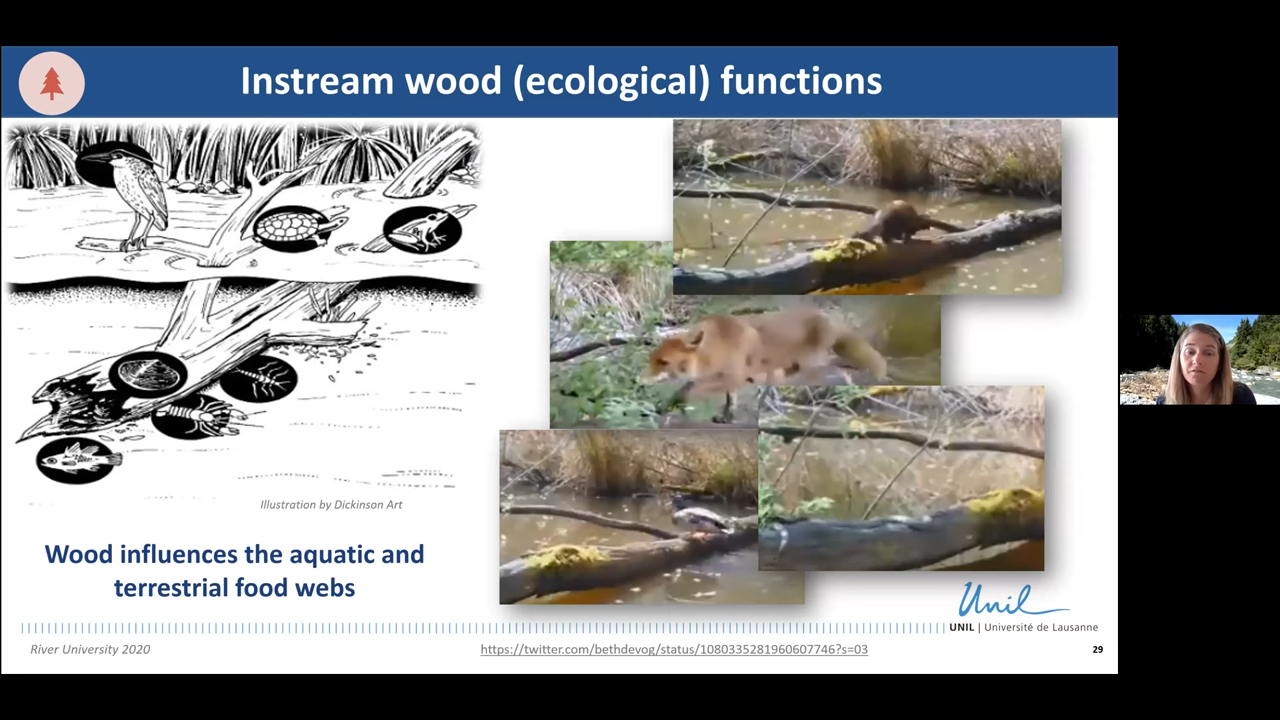 Instream wood (ecological) functions
Illustration by Dickinson Art
Wood influences the aquatic and
terrestrial food webs
Unil
UNIL | Université de Lausanne
River University 2020
https://twitter.com/bethdevog/status/1080335281960607746?s=03
29